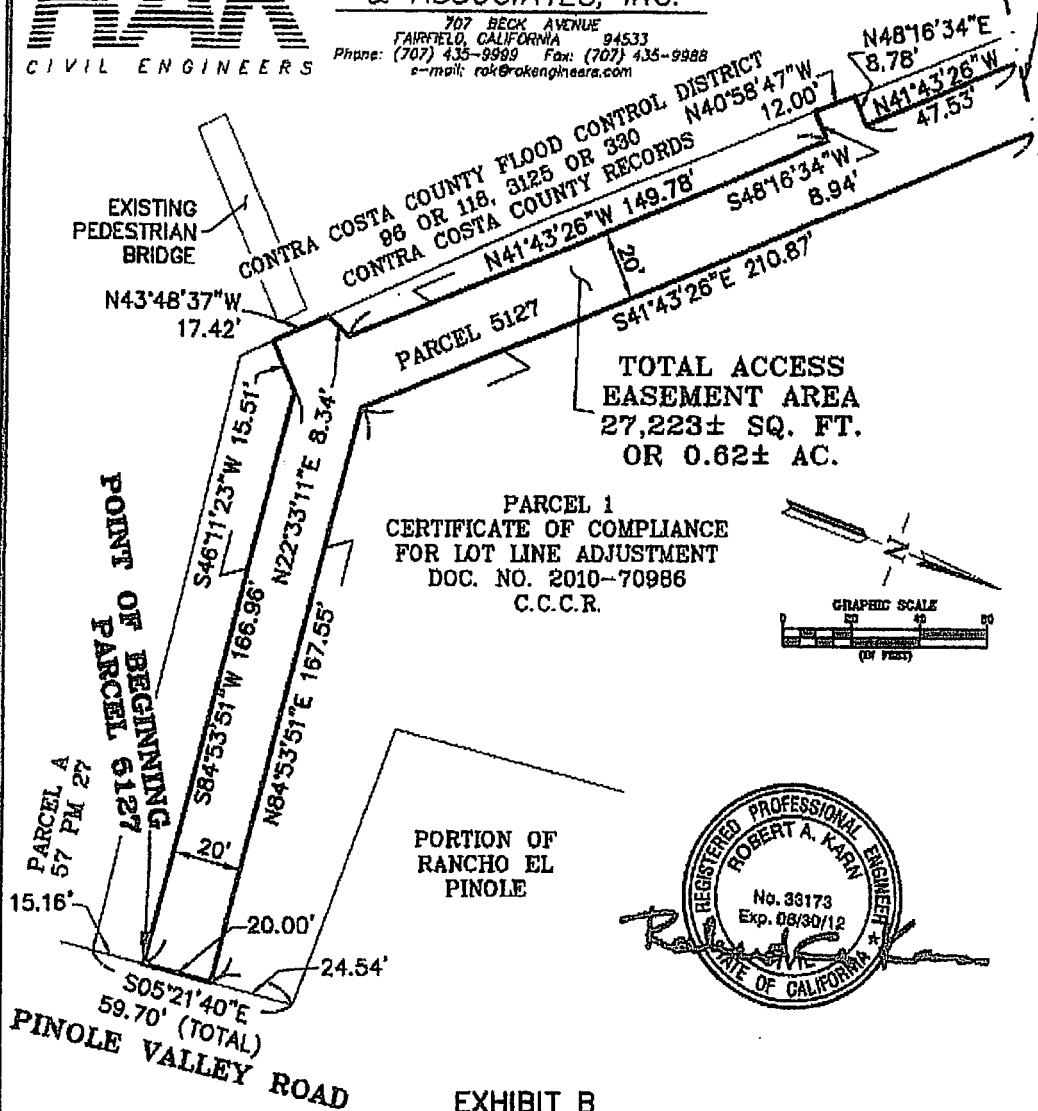 RAK
CIVIL ENGINEERS
& ASSOCIATES, INC.
707 BECK AVENUE
FAIRFIELD, CALIFORNIA 94533
Phone: (707) 435-9999 Fax: (707) 435-9988
e-mail: rak@rakengineers.com
N48°16'34"E
8.78'
N41°43'26"W
47.53'
CONTRA COSTA COUNTY FLOOD CONTROL DISTRICT
96 OR 118, 3125 OR 330
CONTRA COSTA COUNTY RECORDS
N40°58'47"W
12.00'
EXISTING
PEDESTRIAN
BRIDGE
N41°43'26"W 149.78'
S48°16'34"W
8.94'
20'
S41°43'26"E 210.87'
N43°48'37"W
17.42'
PARCEL 5127
TOTAL ACCESS
EASEMENT AREA
27,223± SQ. FT.
OR 0.62± AC.
S46°11'23"W 15.51'
N22°33'11"E 8.34'
PARCEL 1
CERTIFICATE OF COMPLIANCE
FOR LOT LINE ADJUSTMENT
DOC. NO. 2010-70986
C.C.C.R.
N
GRAPHIC SCALE
0 20 40 60
(IN FEET)
POINT OF BEGINNING
PARCEL 5127
S84°53'51"W 166.96'
N84°53'51"E 167.55'
PARCEL A
57 PM 27
20'
PORTION OF
RANCHO EL
PINOLE
REGISTERED PROFESSIONAL ENGINEER
ROBERT A. KARN
No. 33173
Exp. 06/30/12
CIVIL
STATE OF CALIFORNIA
15.16'
20.00'
24.54'
S05°21'40"E
59.70' (TOTAL)
PINOLE VALLEY ROAD
EXHIBIT B